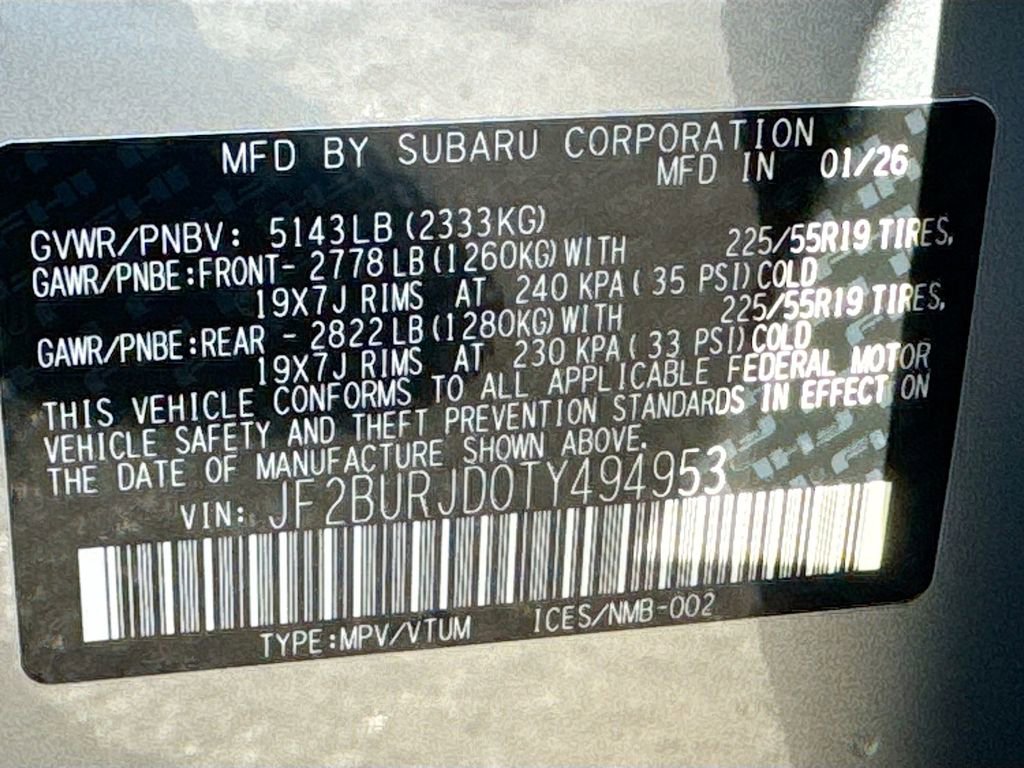 MFD BY SUBARU CORPORATION
MFD IN 01/26
GVWR/PNBV: 5143LB (2333KG)
GAWR/PNBE:FRONT- 2778LB(1260KG)WITH 225/55R19 TIRES,
19X7J RIMS AT 240 KPA( 35 PSI)COLD
GAWR/PNBE:REAR - 2822LB(1280KG)WITH 225/55R19 TIRES,
19X7J RIMS AT 230 KPA( 33 PSI)COLD
THIS VEHICLE CONFORMS TO ALL APPLICABLE FEDERAL MOTOR
VEHICLE SAFETY AND THEFT PREVENTION STANDARDS IN EFFECT ON
THE DATE OF MANUFACTURE SHOWN ABOVE.
VIN: JF2BURJD0TY494953
TYPE:MPV/VTUM ICES/NMB-002